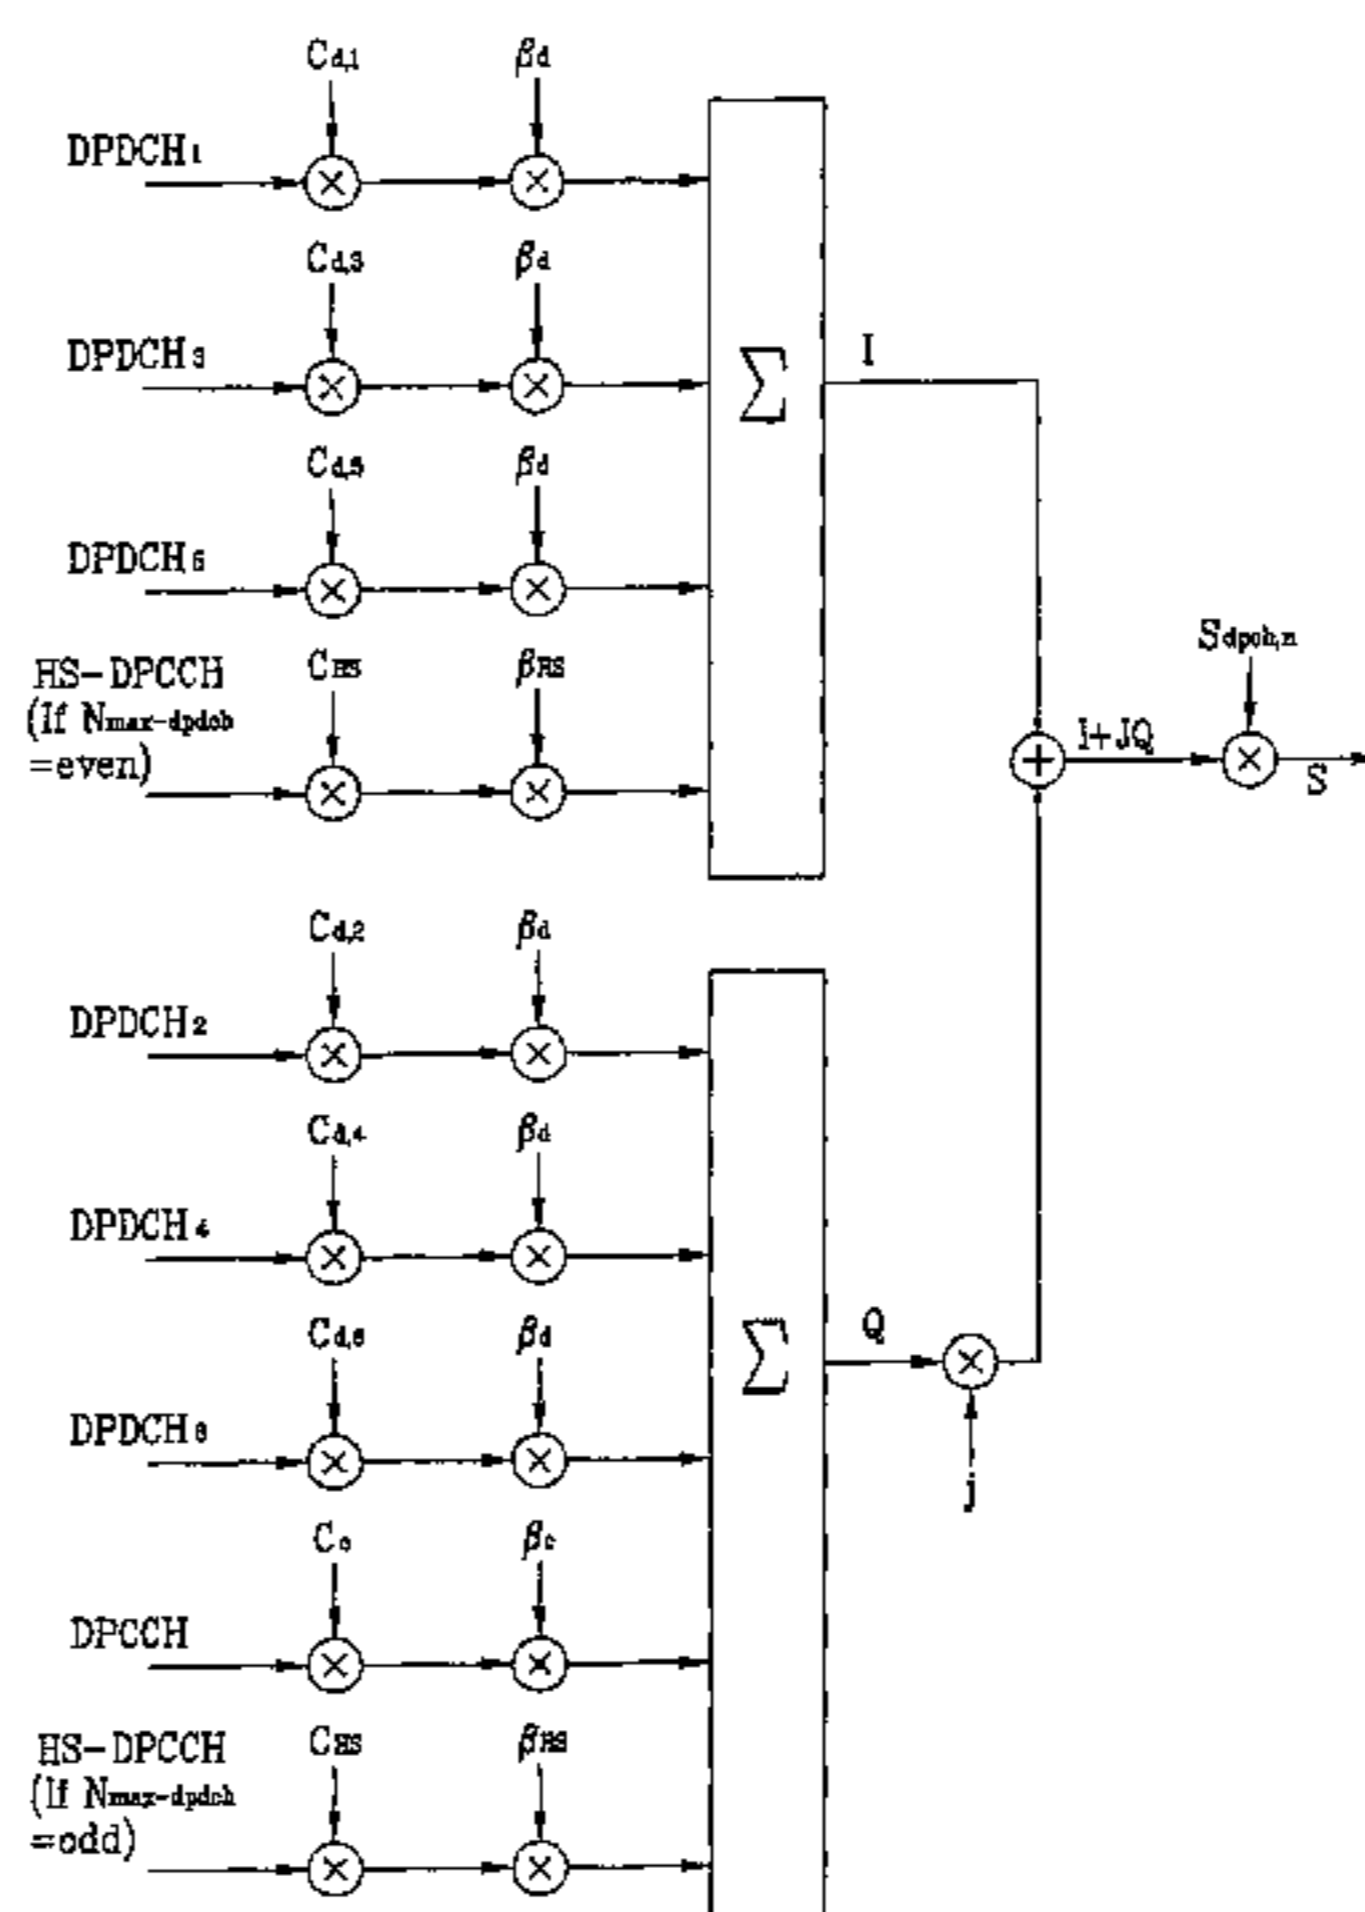 Cd,1 βd
DPDCH1
Cd,3 βd
DPDCH3
Σ I
Cd,5 βd
DPDCH5
CHS βHS
HS-DPCCH
(If Nmax-dpdch
=even)
Sdpch,n
I+JQ
S
Cd,2 βd
DPDCH2
Cd,4 βd
DPDCH4
Cd,6 βd
Σ Q
DPDCH6
j
Cc βc
DPCCH
CHS βHS
HS-DPCCH
(If Nmax-dpdch
=odd)